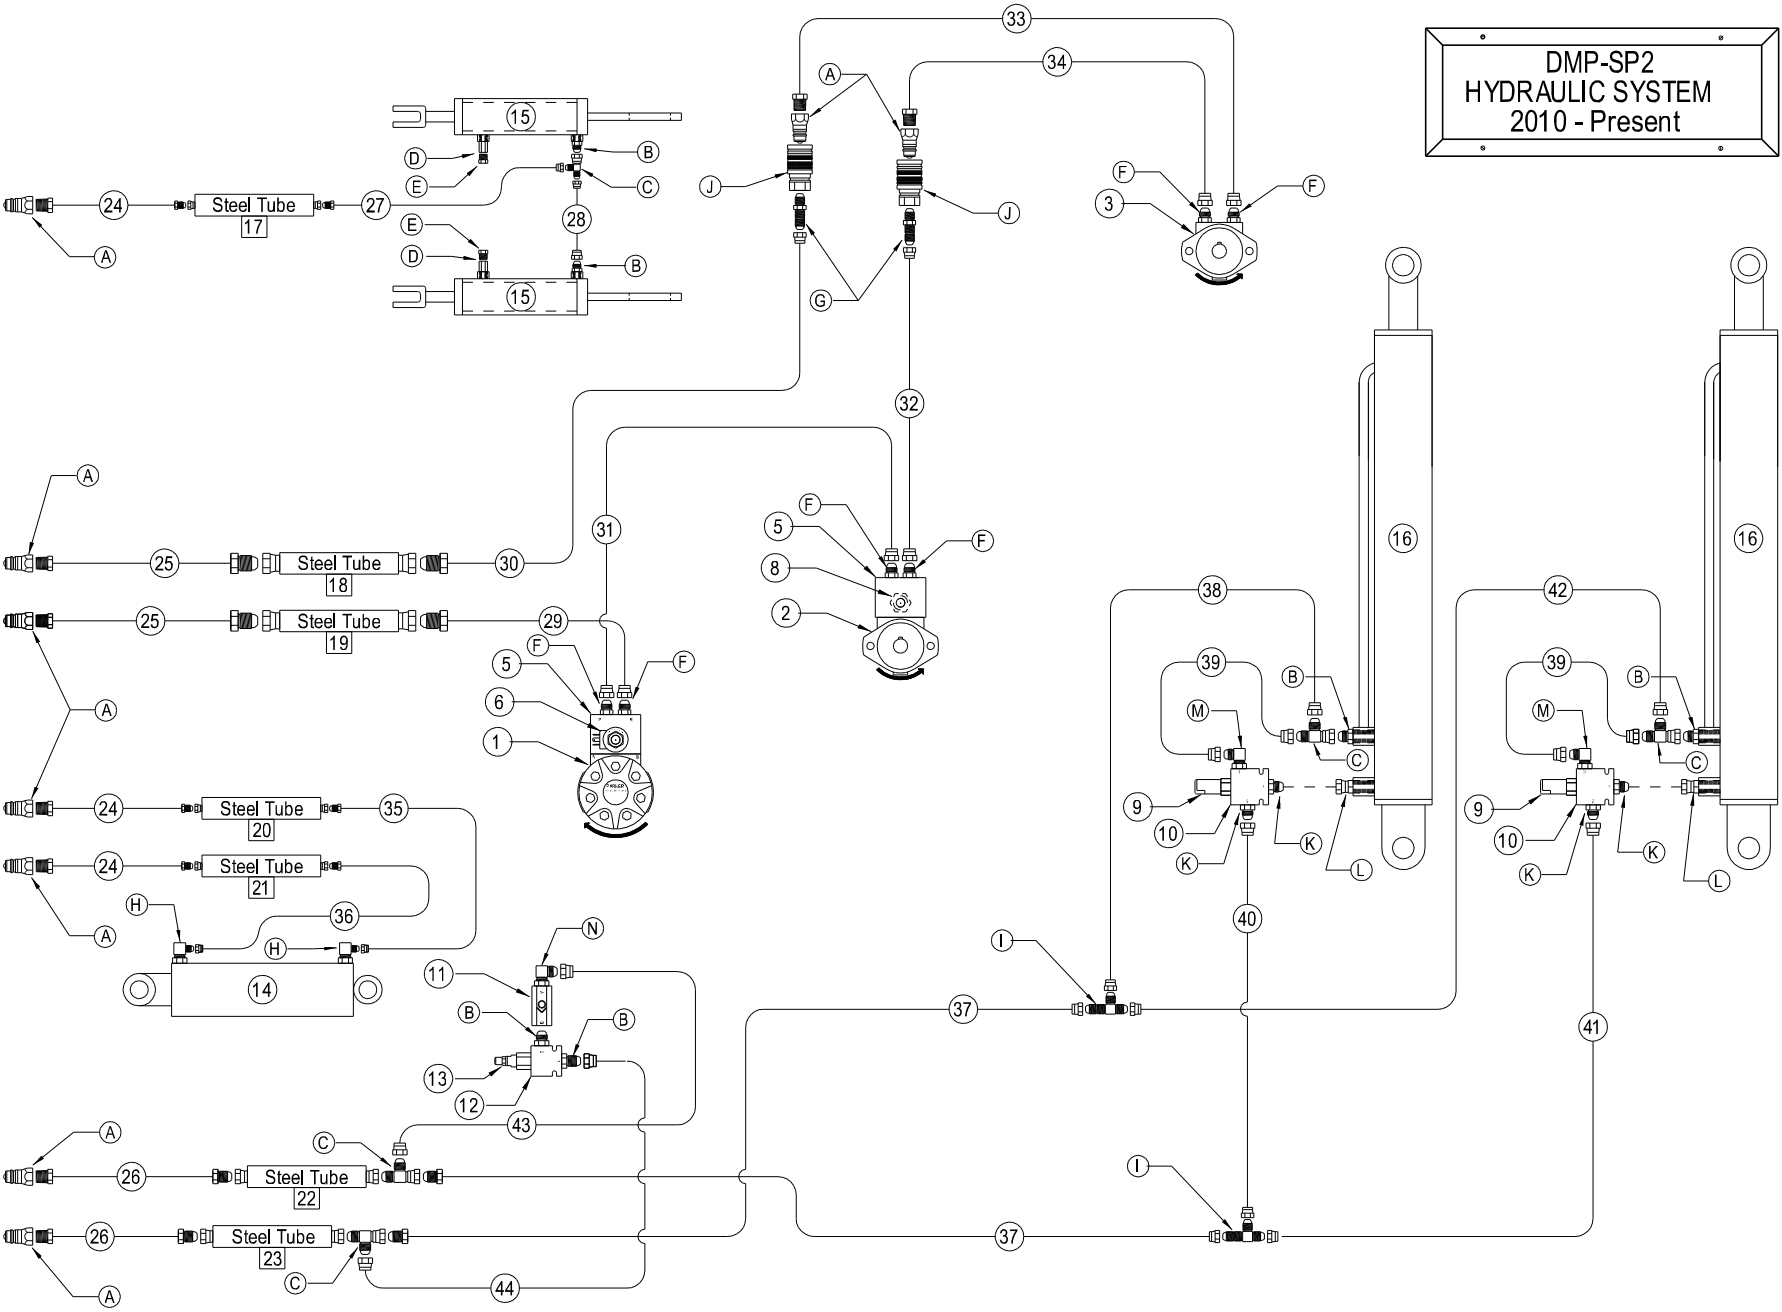 DMP-SP2
HYDRAULIC SYSTEM
2010 - Present
33
34
A
15
D
B
E
C
J
J
F
F
3
24
Steel Tube
17
27
28
A
E
D
B
15
G
32
16
16
A
31
F
5
F
8
2
25
Steel Tube
18
30
25
Steel Tube
19
29
F
F
5
6
1
A
38
42
39
39
B
B
M
M
C
C
9
10
K
K
L
9
10
K
K
L
24
Steel Tube
20
35
24
Steel Tube
21
36
A
H
H
14
N
11
B
B
13
12
43
40
41
I
37
A
C
26
Steel Tube
22
I
26
Steel Tube
23
37
C
44
A